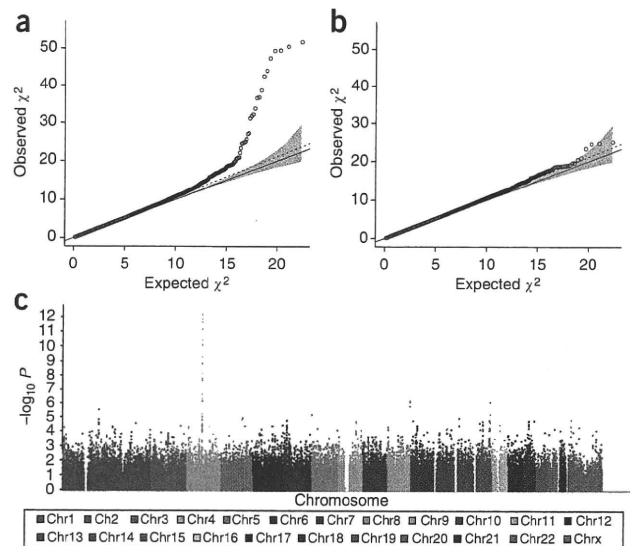 a
50
40
30
20
10
0
Observed χ²
0 5 10 15 20
Expected χ²
b
50
40
30
20
10
0
Observed χ²
0 5 10 15 20
Expected χ²
c
12
11
10
9
8
7
6
5
4
3
2
1
0
−log₁₀ P
Chromosome
Chr1 Ch2 Chr3 Chr4 Chr5 Chr6 Chr7 Chr8 Chr9 Chr10 Chr11 Chr12
Chr13 Chr14 Chr15 Chr16 Chr17 Chr18 Chr19 Chr20 Chr21 Chr22 Chrx